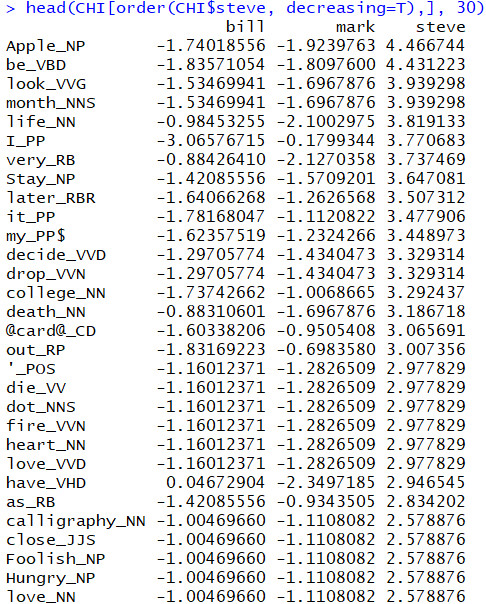 > head(CHI[order(CHI$steve, decreasing=T),], 30)
bill mark steve
Apple_NP -1.74018556 -1.9239763 4.466744
be_VBD -1.83571054 -1.8097600 4.431223
look_VVG -1.53469941 -1.6967876 3.939298
month_NNS -1.53469941 -1.6967876 3.939298
life_NN -0.98453255 -2.1002975 3.819133
I_PP -3.06576715 -0.1799344 3.770683
very_RB -0.88426410 -2.1270358 3.737469
Stay_NP -1.42085556 -1.5709201 3.647081
later_RBR -1.64066268 -1.2626568 3.507312
it_PP -1.78168047 -1.1120822 3.477906
my_PP$ -1.62357519 -1.2324266 3.448973
decide_VVD -1.29705774 -1.4340473 3.329314
drop_VVN -1.29705774 -1.4340473 3.329314
college_NN -1.73742662 -1.0068665 3.292437
death_NN -0.88310601 -1.6967876 3.186718
@card@_CD -1.60338206 -0.9505408 3.065691
out_RP -1.83169223 -0.6983580 3.007356
'_POS -1.16012371 -1.2826509 2.977829
die_VV -1.16012371 -1.2826509 2.977829
dot_NNS -1.16012371 -1.2826509 2.977829
fire_VVN -1.16012371 -1.2826509 2.977829
heart_NN -1.16012371 -1.2826509 2.977829
love_VVD -1.16012371 -1.2826509 2.977829
have_VHD 0.04672904 -2.3497185 2.946545
as_RB -1.42085556 -0.9343505 2.834202
calligraphy_NN -1.00469660 -1.1108082 2.578876
close_JJS -1.00469660 -1.1108082 2.578876
Foolish_NP -1.00469660 -1.1108082 2.578876
Hungry_NP -1.00469660 -1.1108082 2.578876
love_NN -1.00469660 -1.1108082 2.578876